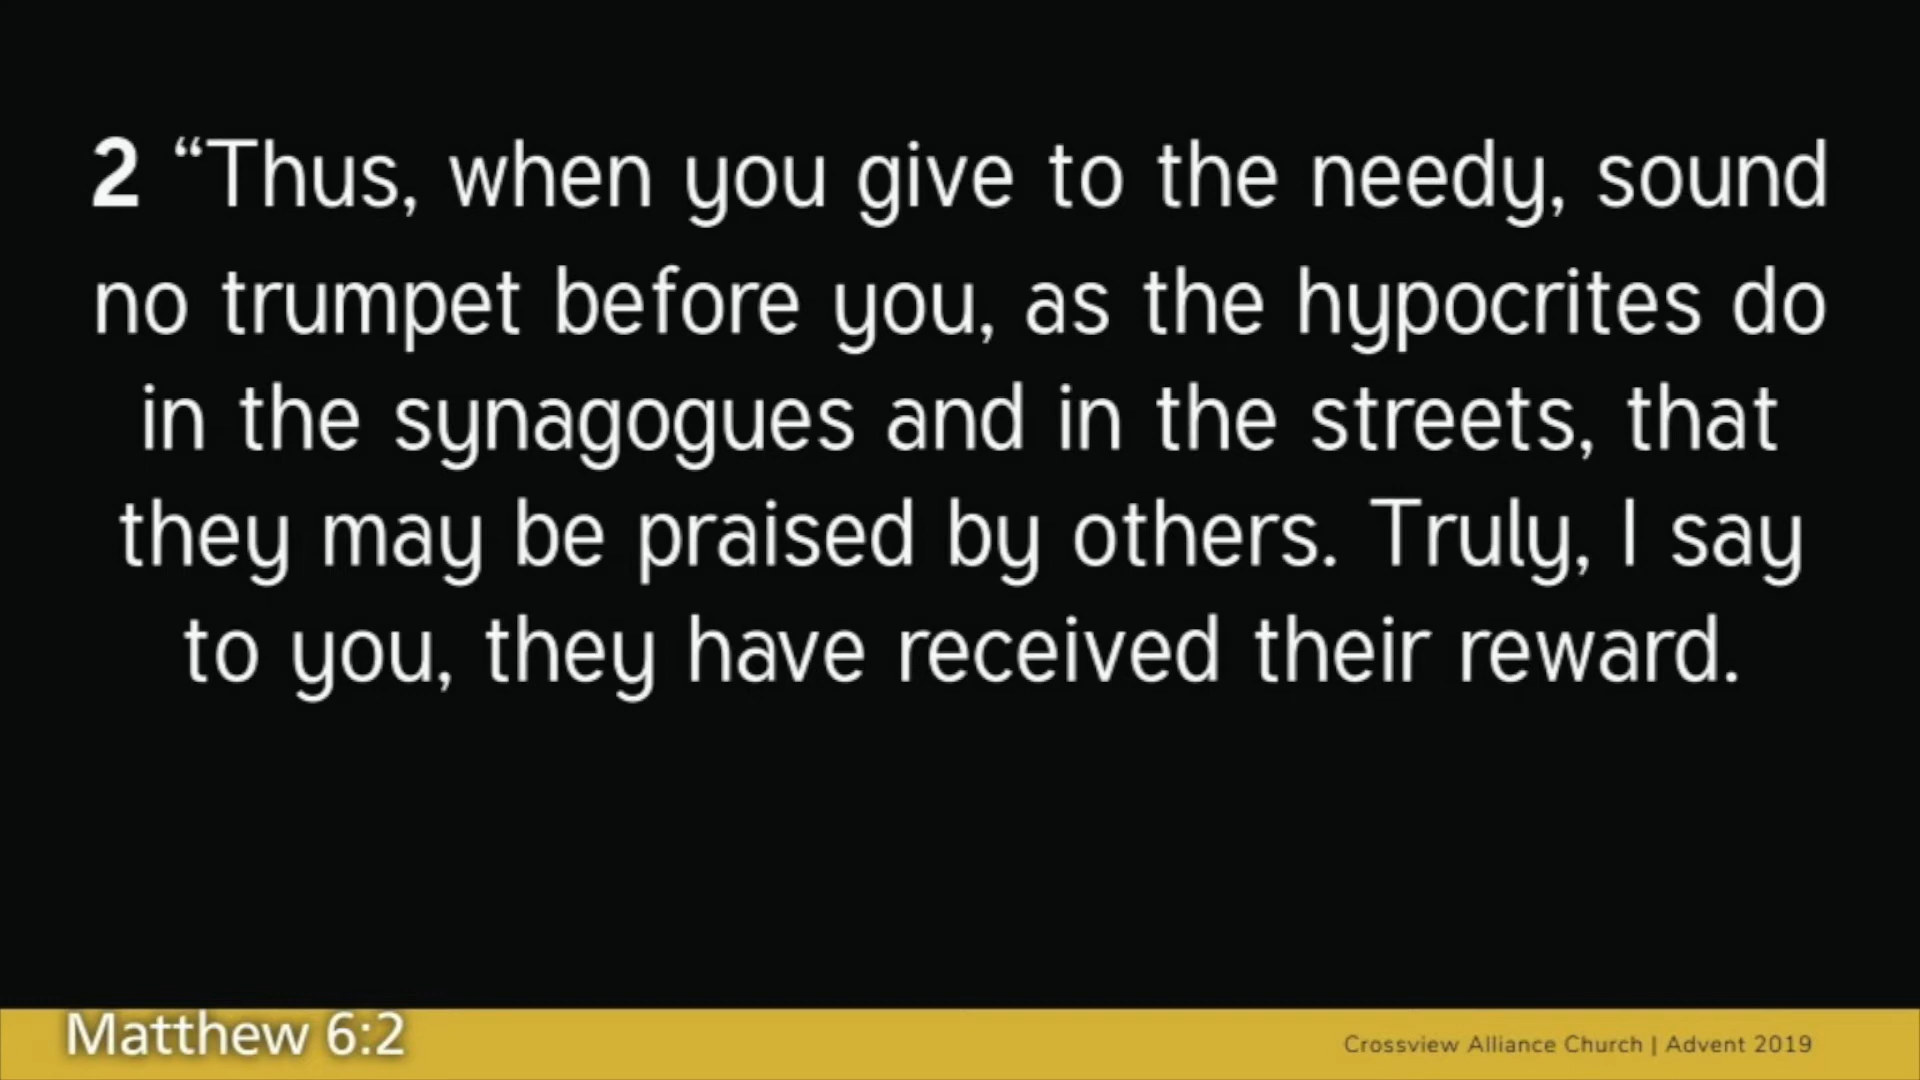 2 “Thus, when you give to the needy, sound
no trumpet before you, as the hypocrites do
in the synagogues and in the streets, that
they may be praised by others. Truly, I say
to you, they have received their reward.
Matthew 6:2
Crossview Alliance Church | Advent 2019